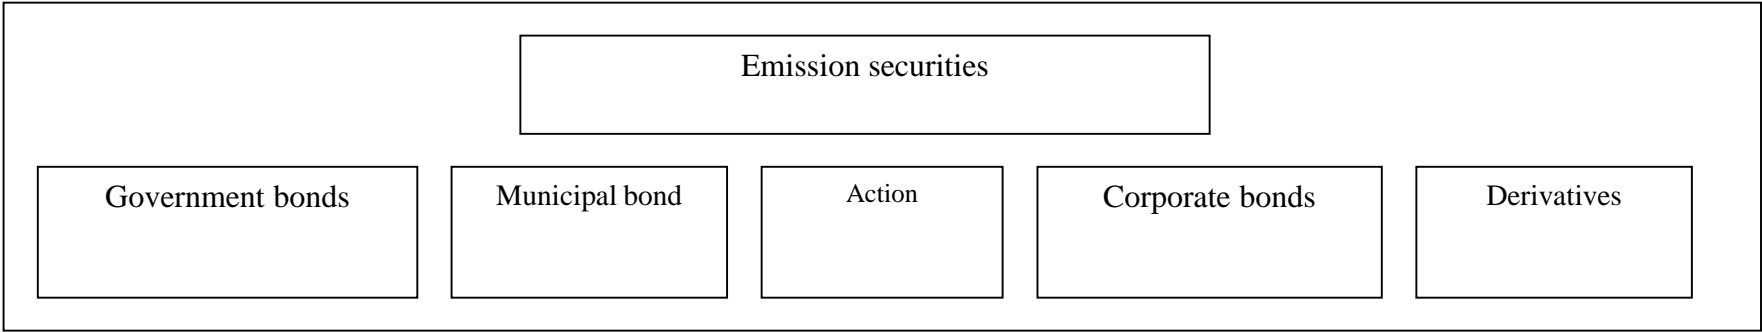 Emission securities
Government bonds
Municipal bond
Action
Corporate bonds
Derivatives